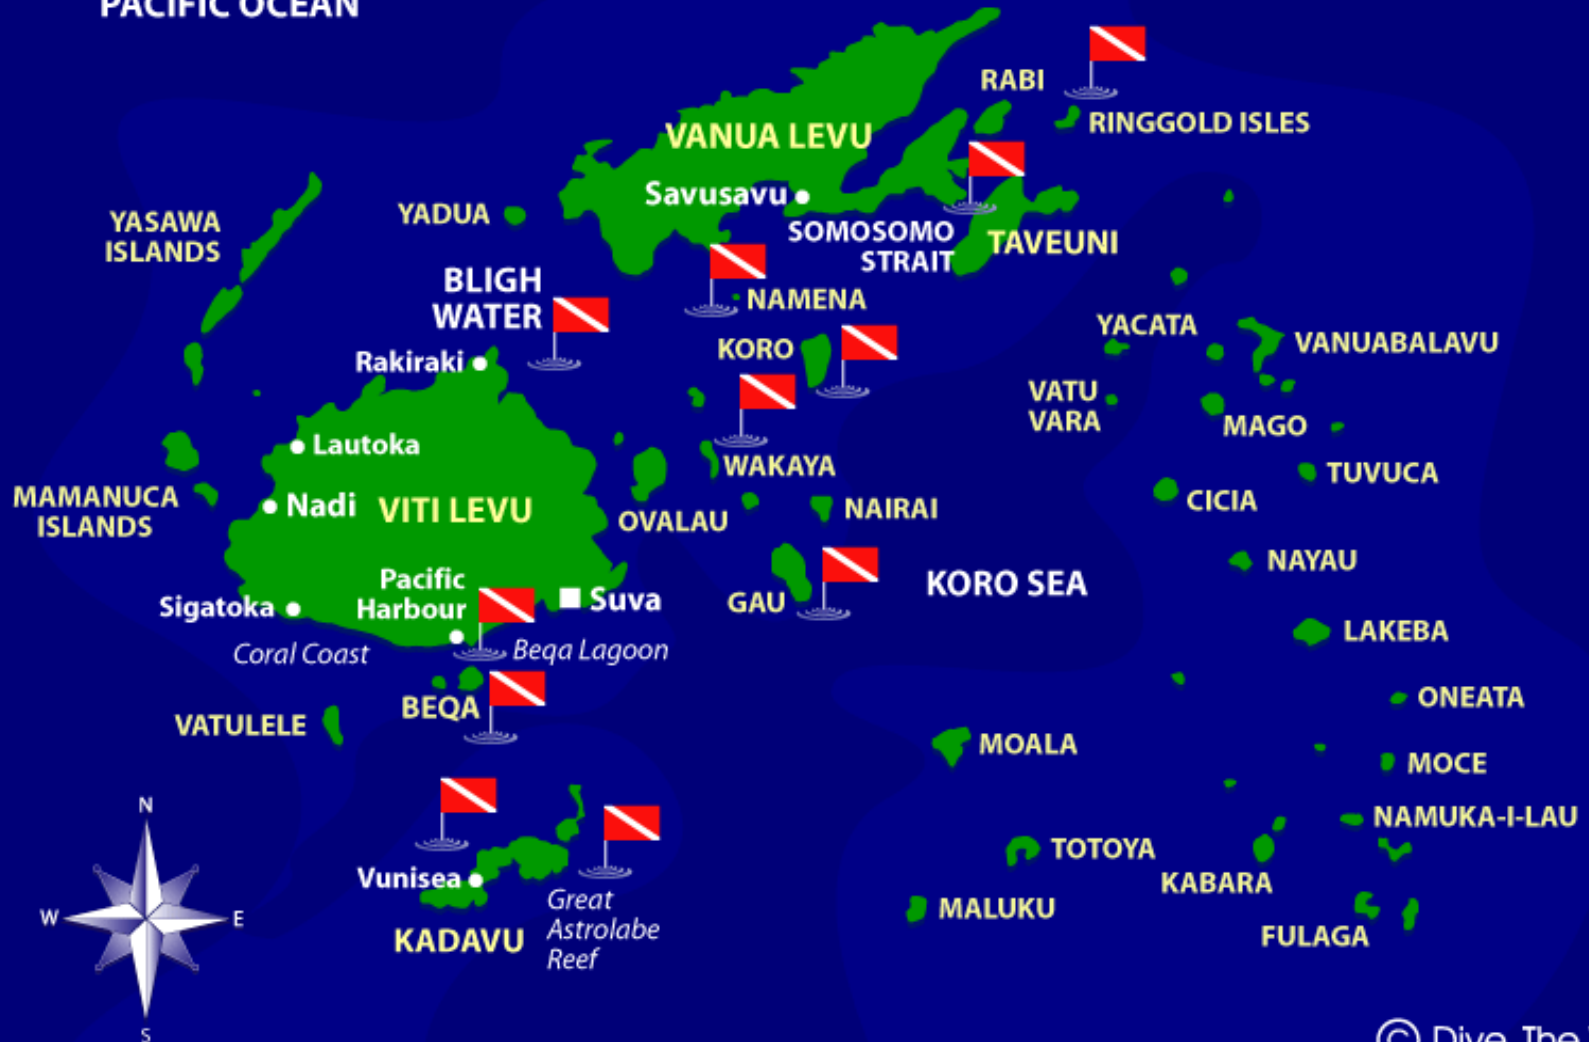 PACIFIC OCEAN
RABI
RINGGOLD ISLES
VANUA LEVU
Savusavu
YADUA
YASAWA
ISLANDS
SOMOSOMO
STRAIT
TAVEUNI
BLIGH
WATER
NAMENA
YACATA
VANUABALAVU
KORO
Rakiraki
VATU
VARA
MAGO
Lautoka
WAKAYA
TUVUCA
MAMANUCA
ISLANDS
Nadi
VITI LEVU
OVALAU
NAIRAI
CICIA
NAYAU
Pacific
Harbour
KORO SEA
Sigatoka
Suva
GAU
LAKEBA
Coral Coast
Beqa Lagoon
ONEATA
BEQA
VATULELE
MOALA
MOCE
N
W
E
S
NAMUKA-I-LAU
TOTOYA
Vunisea
KABARA
Great
Astrolabe
Reef
MALUKU
KADAVU
FULAGA
© Dive The